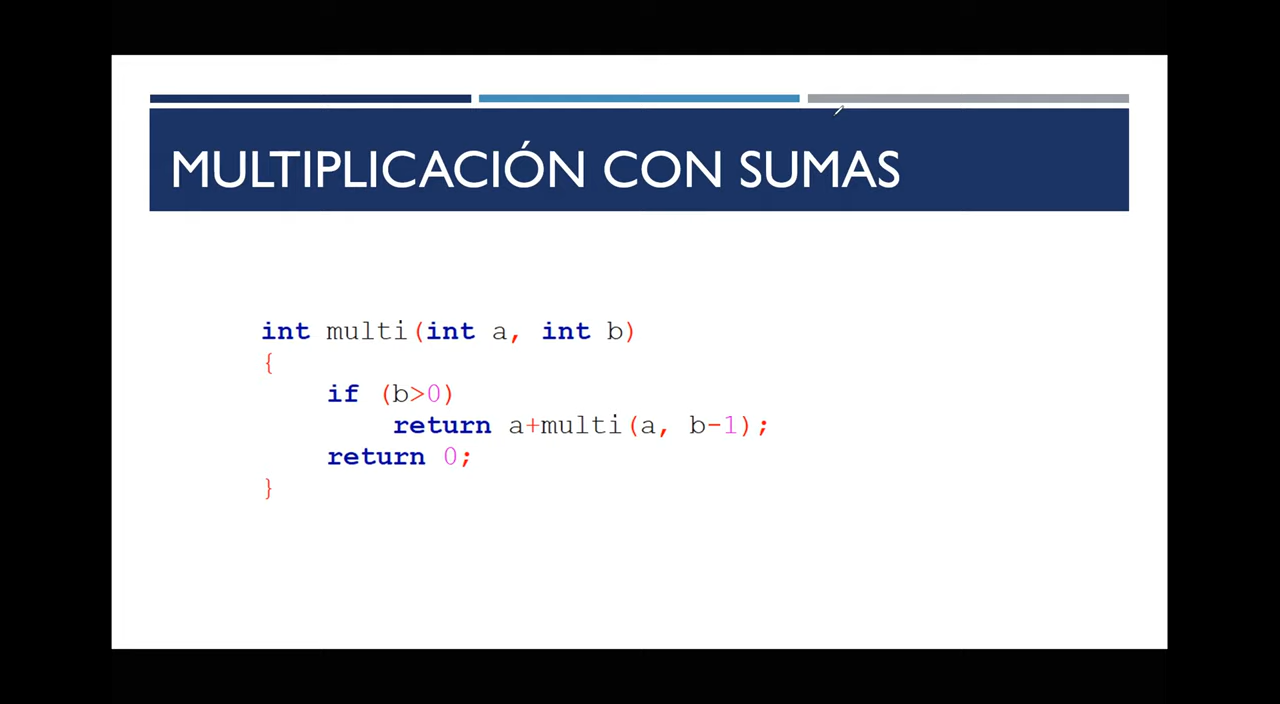 MULTIPLICACIÓN CON SUMAS
int multi(int a, int b)
{
    if (b>0)
        return a+multi(a, b-1);
    return 0;
}